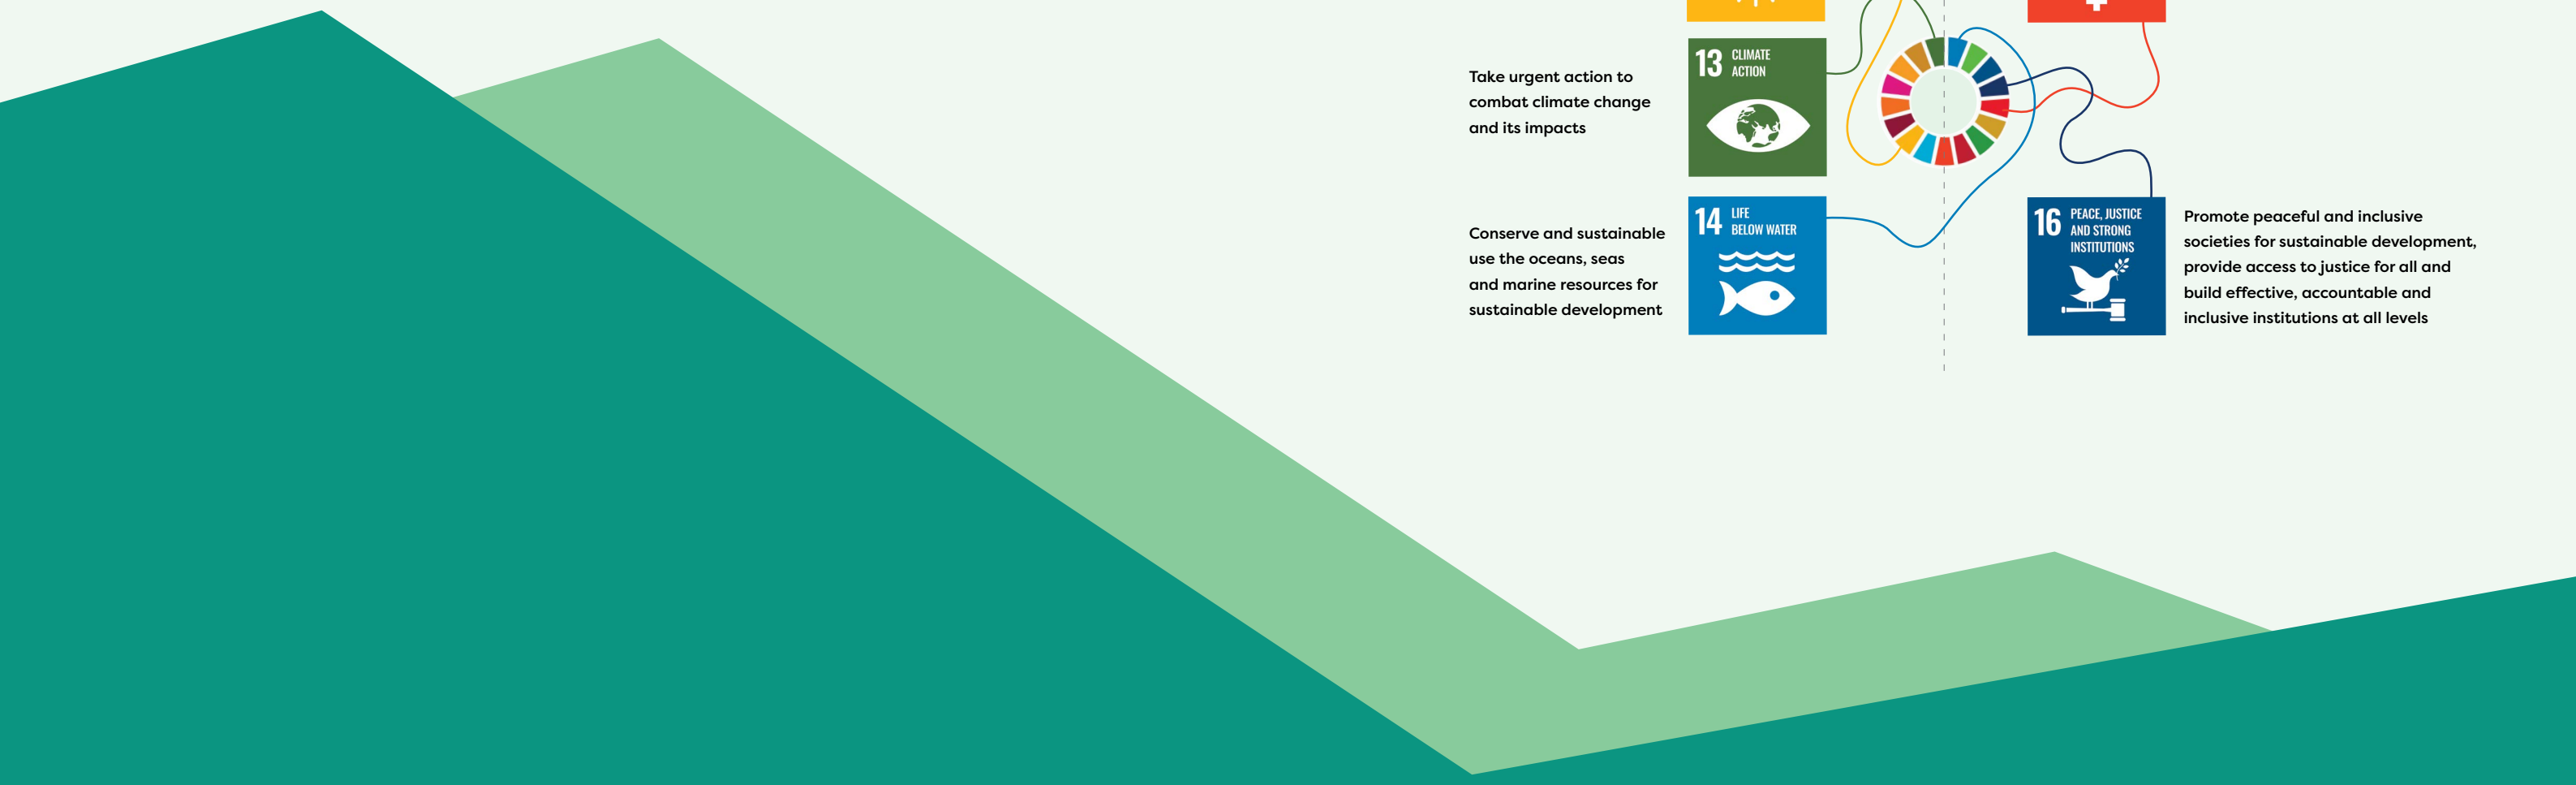 Take urgent action to
combat climate change
and its impacts
13 CLIMATE
ACTION
Conserve and sustainable
use the oceans, seas
and marine resources for
sustainable development
14 LIFE
BELOW WATER
16 PEACE, JUSTICE
AND STRONG
INSTITUTIONS
Promote peaceful and inclusive
societies for sustainable development,
provide access to justice for all and
build effective, accountable and
inclusive institutions at all levels